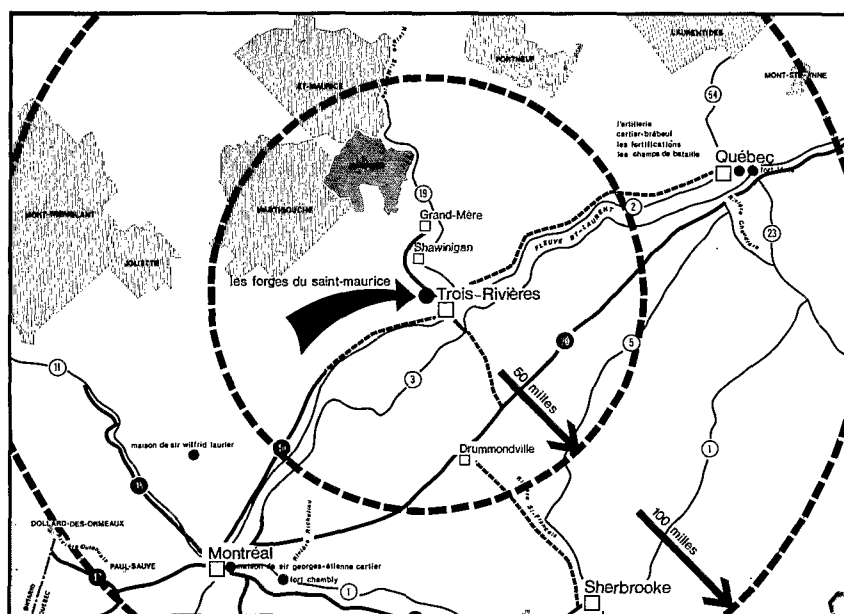 LAURENTIDES
PORTNEUF
MONT-STE-ANNE
ST-MAURICE
54
l'artillerie
cartier-brébeuf
les fortifications
les champs de bataille
Québec
19
MASTIGOUCHE
MONT-TREMBLANT
JOLIETTE
Grand-Mère
Shawinigan
2
FLEUVE ST-LAURENT
23
les forges du saint-maurice
Trois-Rivières
20
5
3
11
50 milles
maison de sir wilfrid laurier
Drummondville
1
DOLLARD-DES-ORMEAUX
PAUL-SAUVÉ
Rivière Richelieu
100 milles
Montréal
maison de sir georges-étienne cartier
fort chambly
1
Sherbrooke